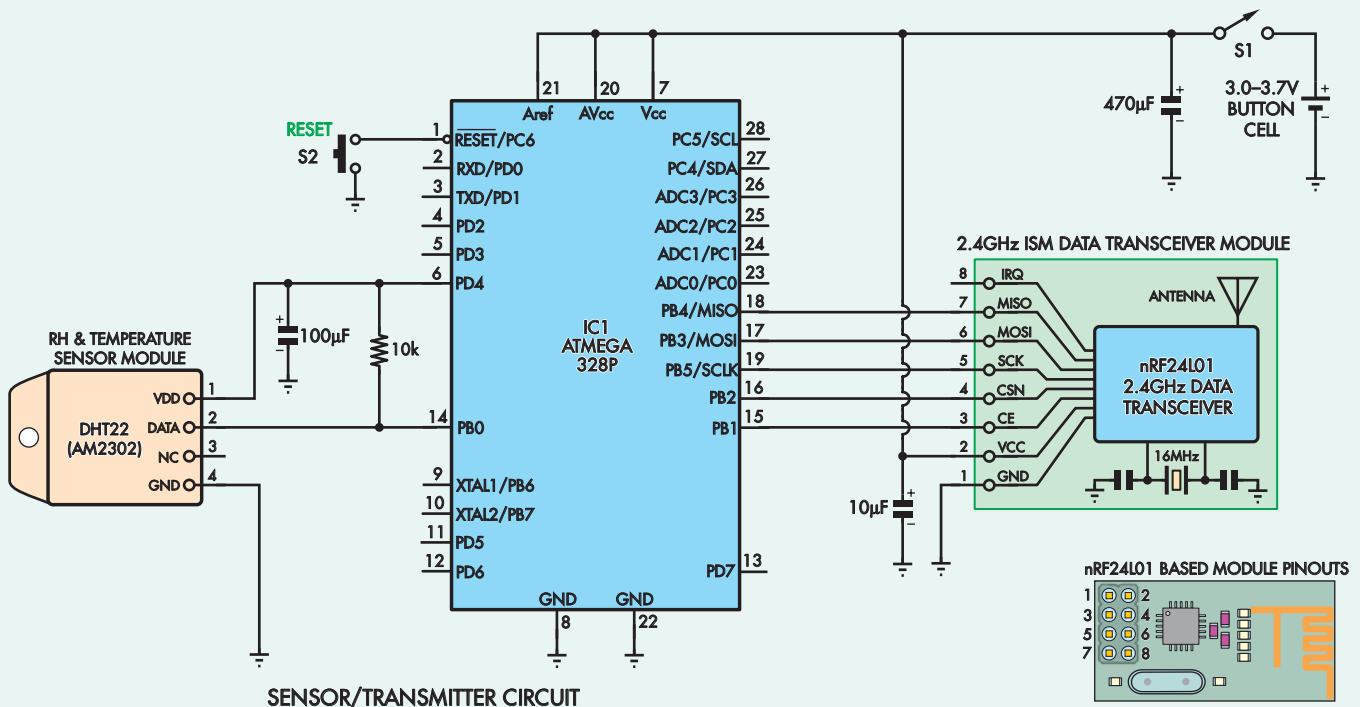 S1
3.0–3.7V
BUTTON
CELL
+
−
470µF
+
−
21
20
7
Aref
AVcc
Vcc
RESET
S2
1
RESET/PC6
2
RXD/PD0
3
TXD/PD1
4
PD2
5
PD3
6
PD4
14
PB0
9
XTAL1/PB6
10
XTAL2/PB7
11
PD5
12
PD6
IC1
ATMEGA
328P
PC5/SCL
28
PC4/SDA
27
ADC3/PC3
26
ADC2/PC2
25
ADC1/PC1
24
ADC0/PC0
23
PB4/MISO
18
PB3/MOSI
17
PB5/SCLK
19
PB2
16
PB1
15
PD7
13
GND
GND
8
22
+
−
100µF
10k
RH & TEMPERATURE
SENSOR MODULE
DHT22
(AM2302)
VDD
1
DATA
2
NC
3
GND
4
10µF
+
−
2.4GHz ISM DATA TRANSCEIVER MODULE
8
IRQ
7
MISO
6
MOSI
5
SCK
4
CSN
3
CE
2
VCC
1
GND
ANTENNA
nRF24L01
2.4GHz DATA
TRANSCEIVER
16MHz
nRF24L01 BASED MODULE PINOUTS
1
2
3
4
5
6
7
8
SENSOR/TRANSMITTER CIRCUIT